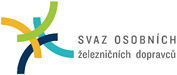 SVAZ OSOBNÍCH
železničních dopravců